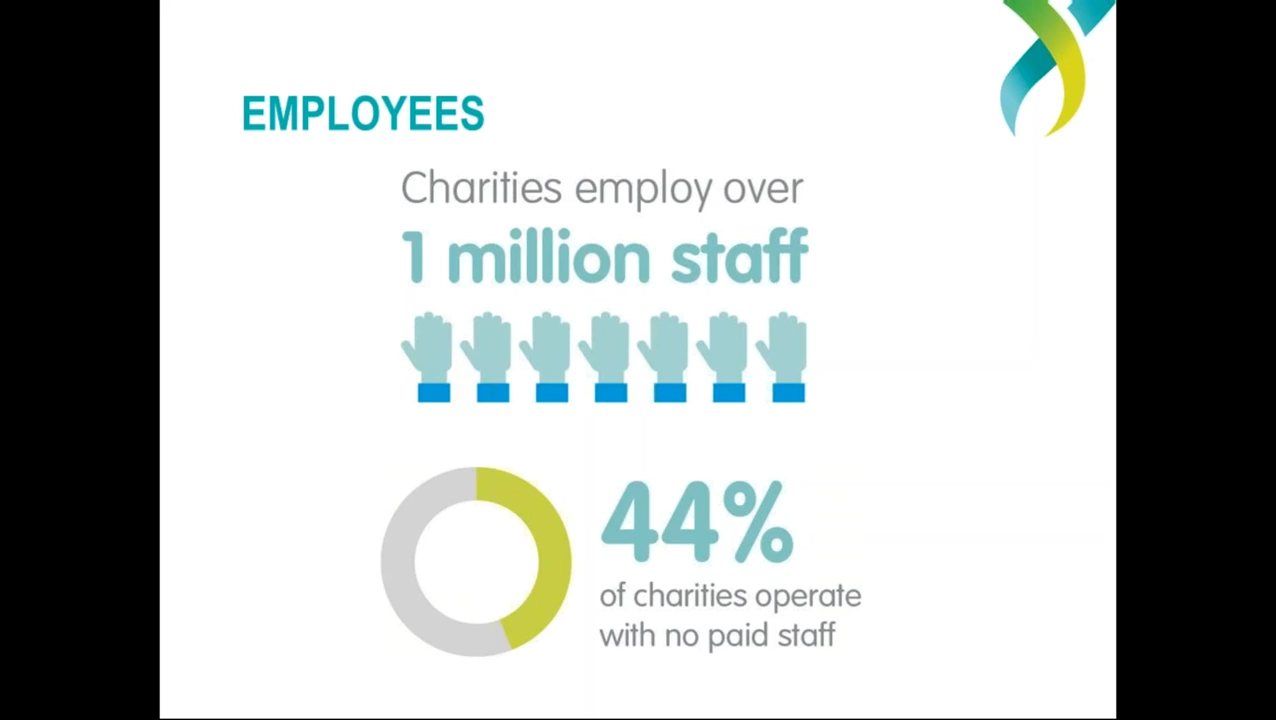 EMPLOYEES
Charities employ over
1 million staff
44%
of charities operate
with no paid staff